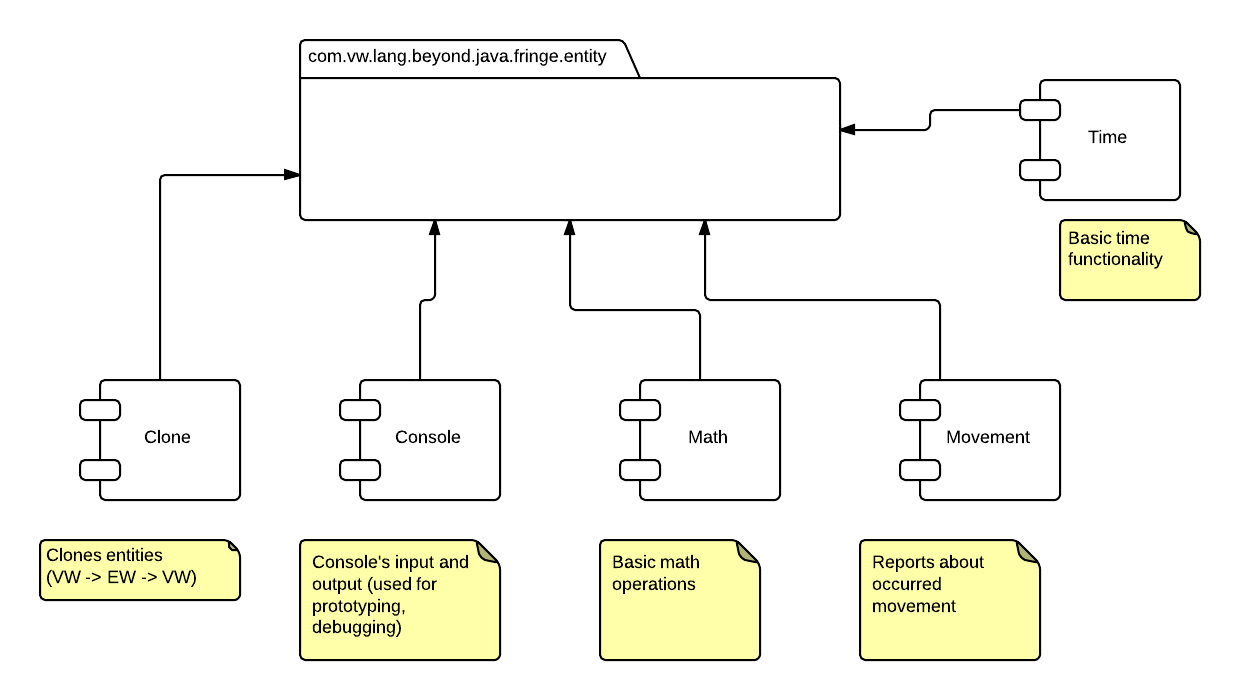 com.vw.lang.beyond.java.fringe.entity
Time
Basic time
functionality
Clone
Console
Math
Movement
Clones entities
(VW -> EW -> VW)
Console's input and
output (used for
prototyping,
debugging)
Basic math
operations
Reports about
occurred
movement